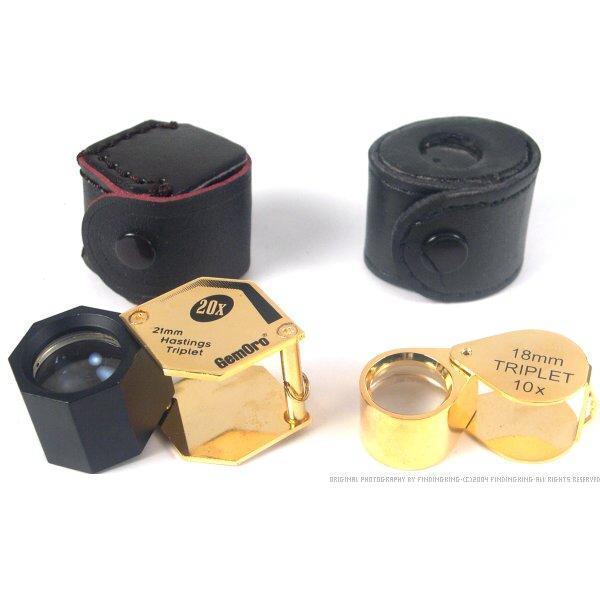 20x
21mm
Hastings
Triplet
GemOro®
18mm
TRIPLET
10x
ORIGINAL PHOTOGRAPHY BY FINDINGKING-(C)2004 FINDINGKING-ALL RIGHTS RESERVED